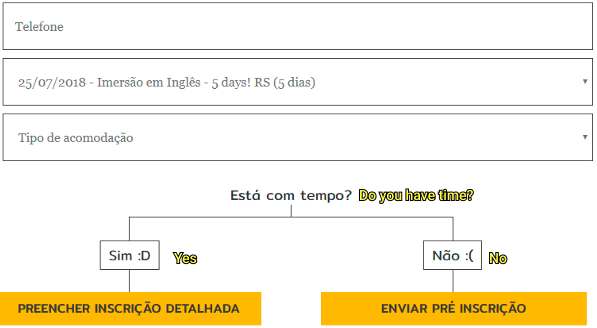 Telefone
25/07/2018 - Imersão em Inglês - 5 days! RS (5 dias)
Tipo de acomodação
Está com tempo? Do you have time?
Sim :D Yes
Não :( No
PREENCHER INSCRIÇÃO DETALHADA
ENVIAR PRÉ INSCRIÇÃO